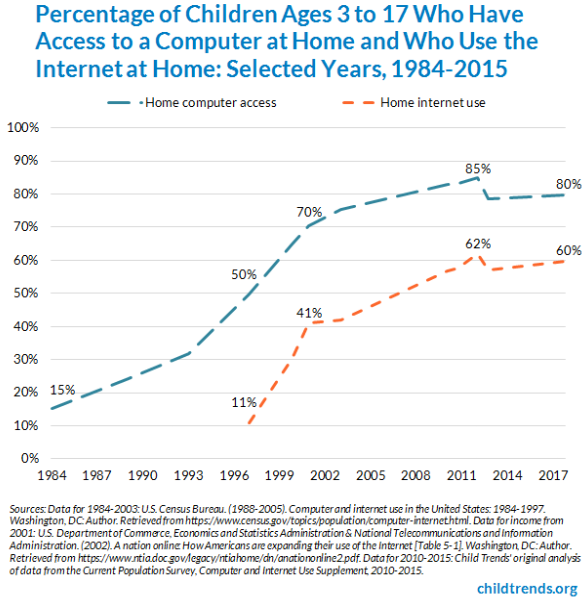 Percentage of Children Ages 3 to 17 Who Have
Access to a Computer at Home and Who Use the
Internet at Home: Selected Years, 1984-2015
Home computer access Home internet use
100%
90%
80%
70%
60%
50%
40%
30%
20%
10%
0%
15%
50%
70%
85%
80%
11%
41%
62%
60%
1984 1987 1990 1993 1996 1999 2002 2005 2008 2011 2014 2017
Sources: Data for 1984-2003: U.S. Census Bureau. (1988-2005). Computer and internet use in the United States: 1984-1997.
Washington, DC: Author. Retrieved from https://www.census.gov/topics/population/computer-internet.html. Data for income from
2001: U.S. Department of Commerce, Economics and Statistics Administration & National Telecommunications and Information
Administration. (2002). A nation online: How Americans are expanding their use of the Internet [Table 5-1]. Washington, DC: Author.
Retrieved from https://www.ntia.doc.gov/legacy/ntiahome/dn/anationonline2.pdf. Data for 2010-2015: Child Trends' original analysis
of data from the Current Population Survey, Computer and Internet Use Supplement, 2010-2015.
childtrends.org